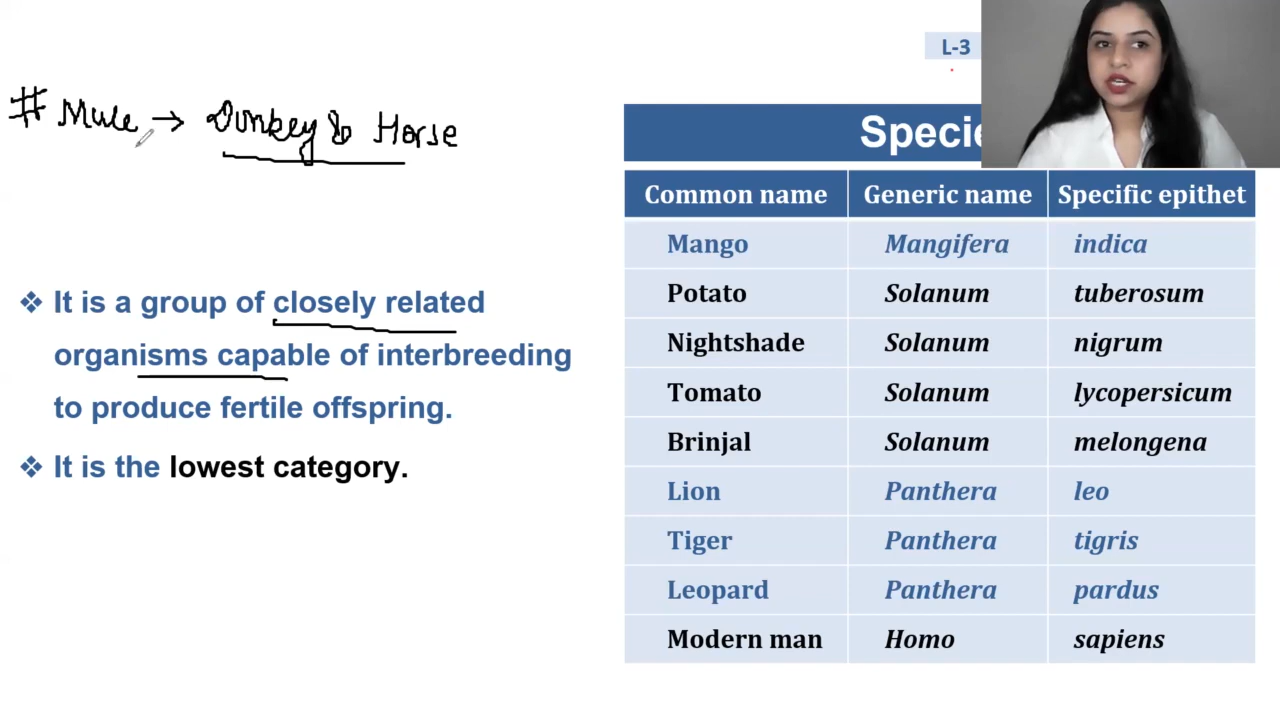 L-3
# Mule → Donkey & Horse
Specie
Common name Generic name Specific epithet
Mango Mangifera indica
Potato Solanum tuberosum
Nightshade Solanum nigrum
Tomato Solanum lycopersicum
Brinjal Solanum melongena
Lion Panthera leo
Tiger Panthera tigris
Leopard Panthera pardus
Modern man Homo sapiens
❖ It is a group of closely related
organisms capable of interbreeding
to produce fertile offspring.
❖ It is the lowest category.